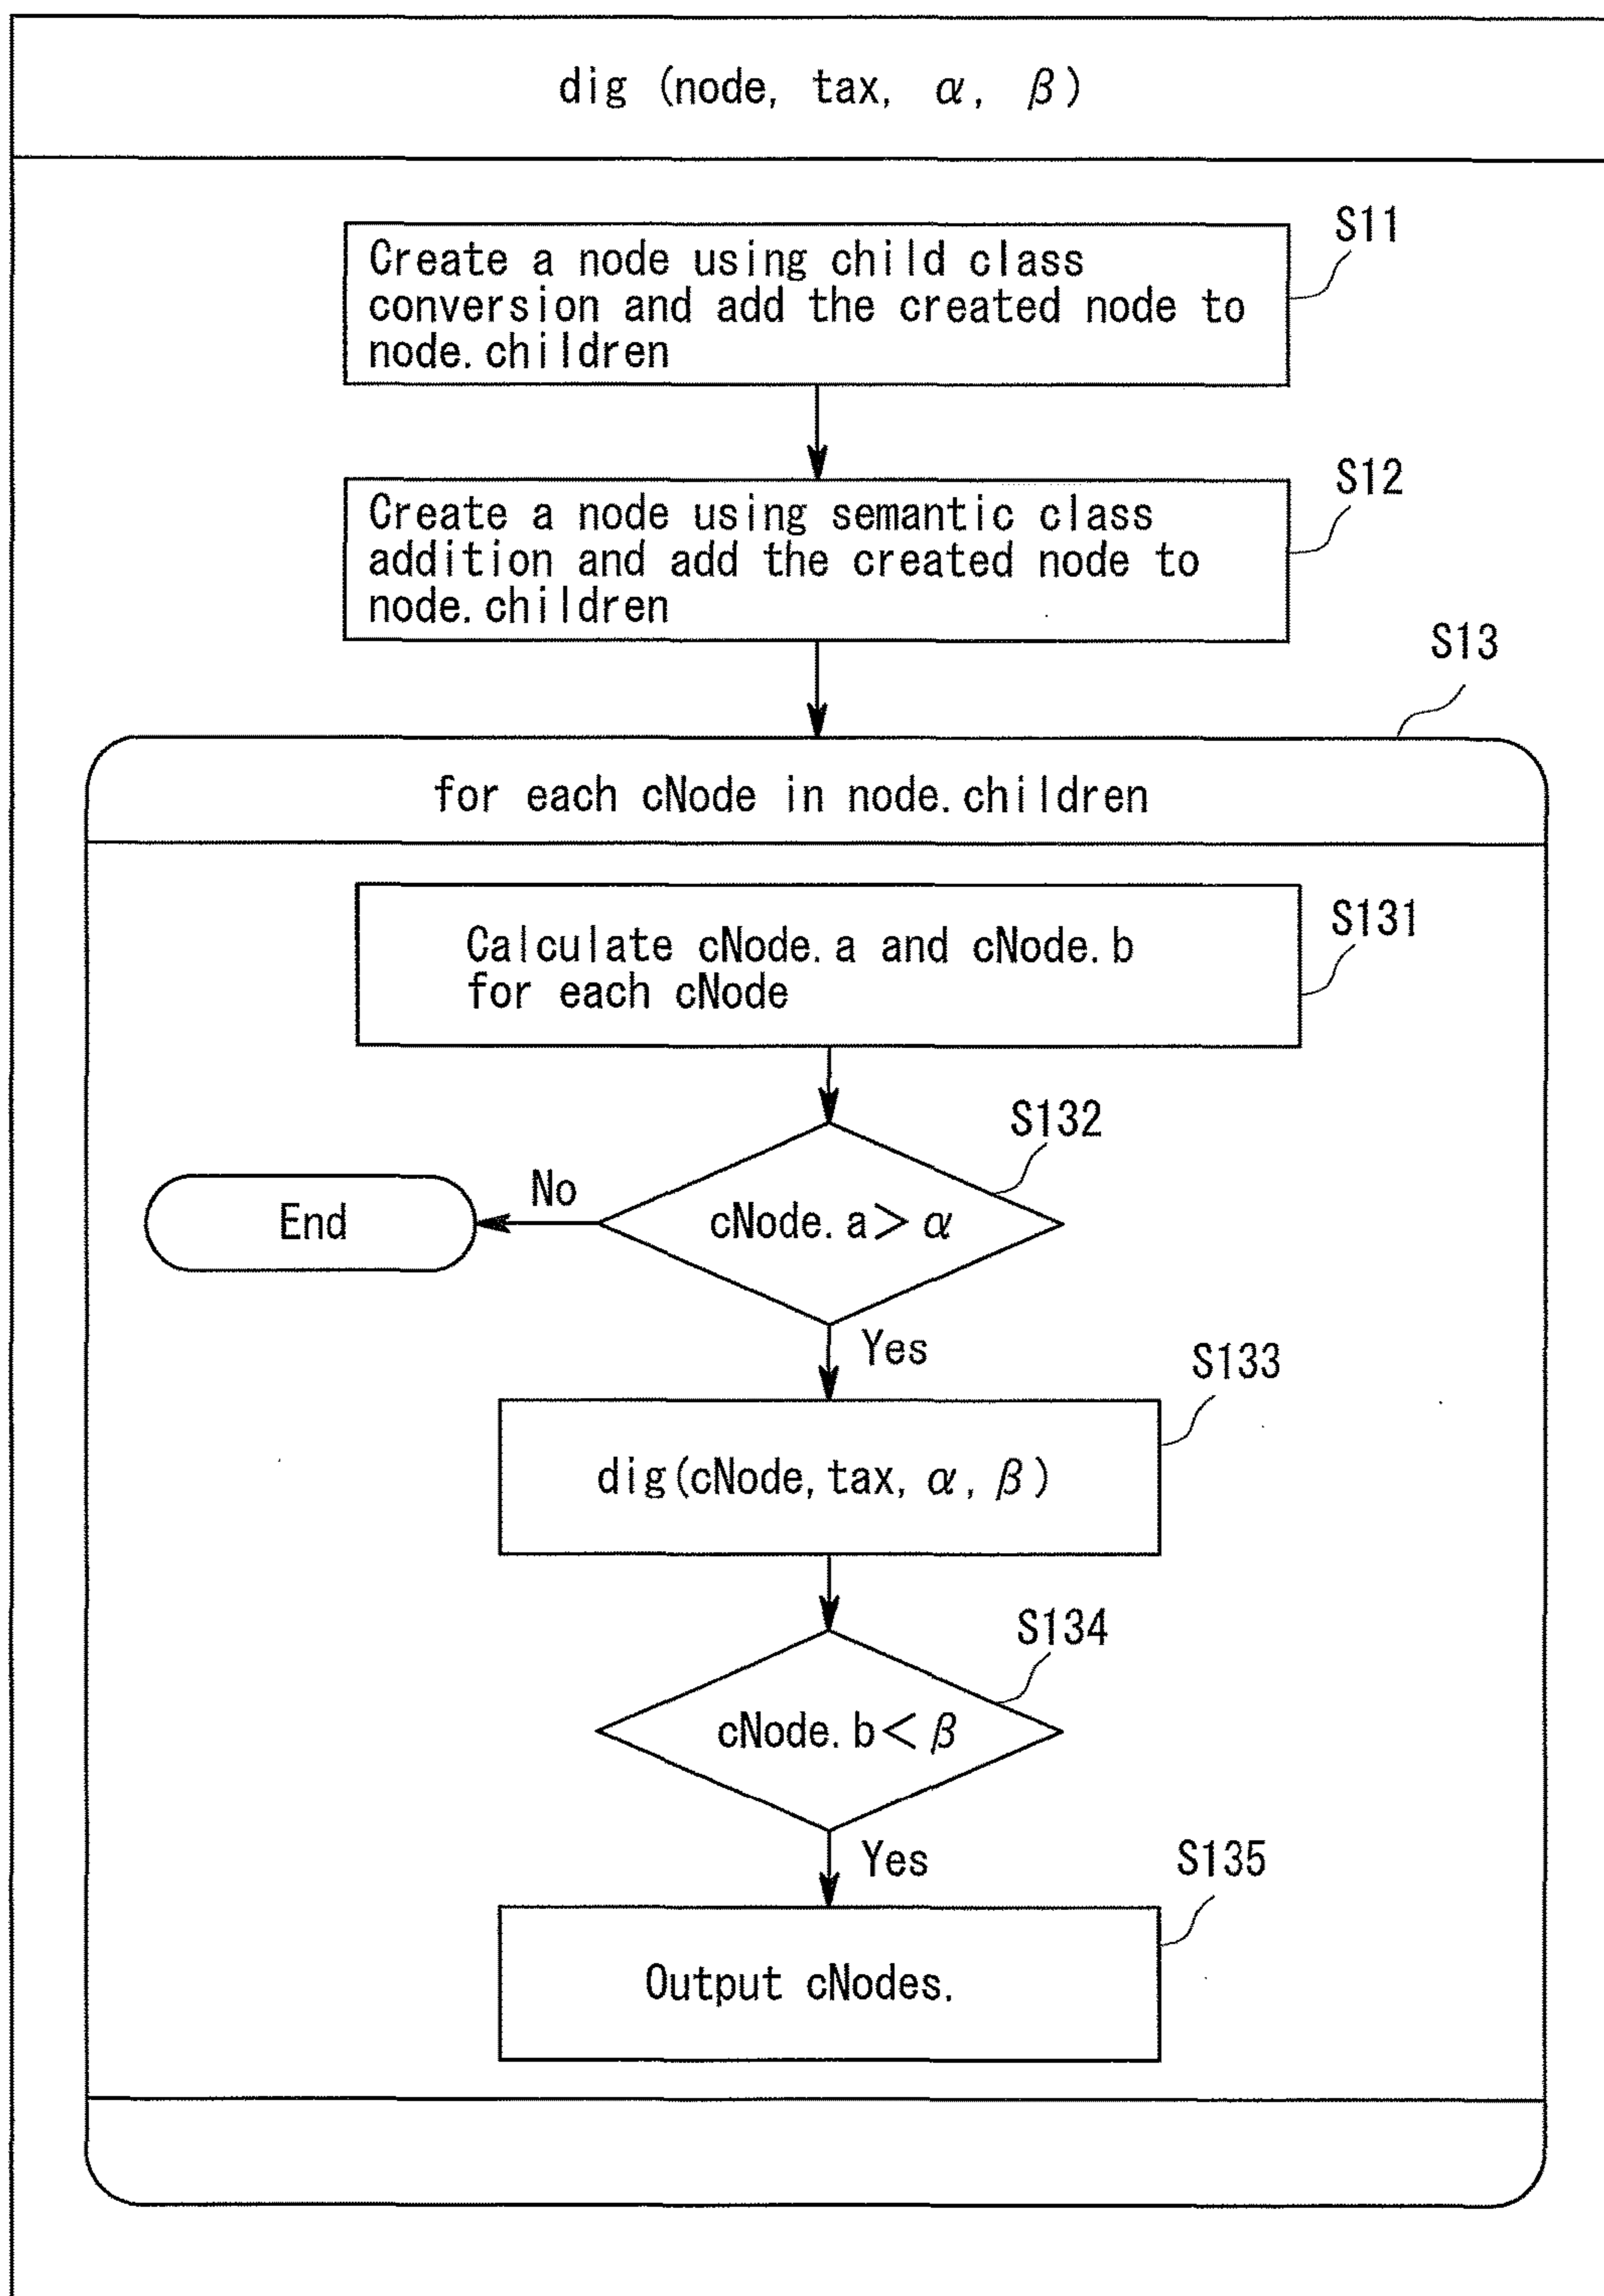 dig (node, tax, α, β)
S11
Create a node using child class
conversion and add the created node to
node.children
S12
Create a node using semantic class
addition and add the created node to
node.children
S13
for each cNode in node.children
S131
Calculate cNode.a and cNode.b
for each cNode
S132
cNode.a＞α
No
End
Yes
S133
dig(cNode,tax,α,β)
S134
cNode.b＜β
Yes
S135
Output cNodes.